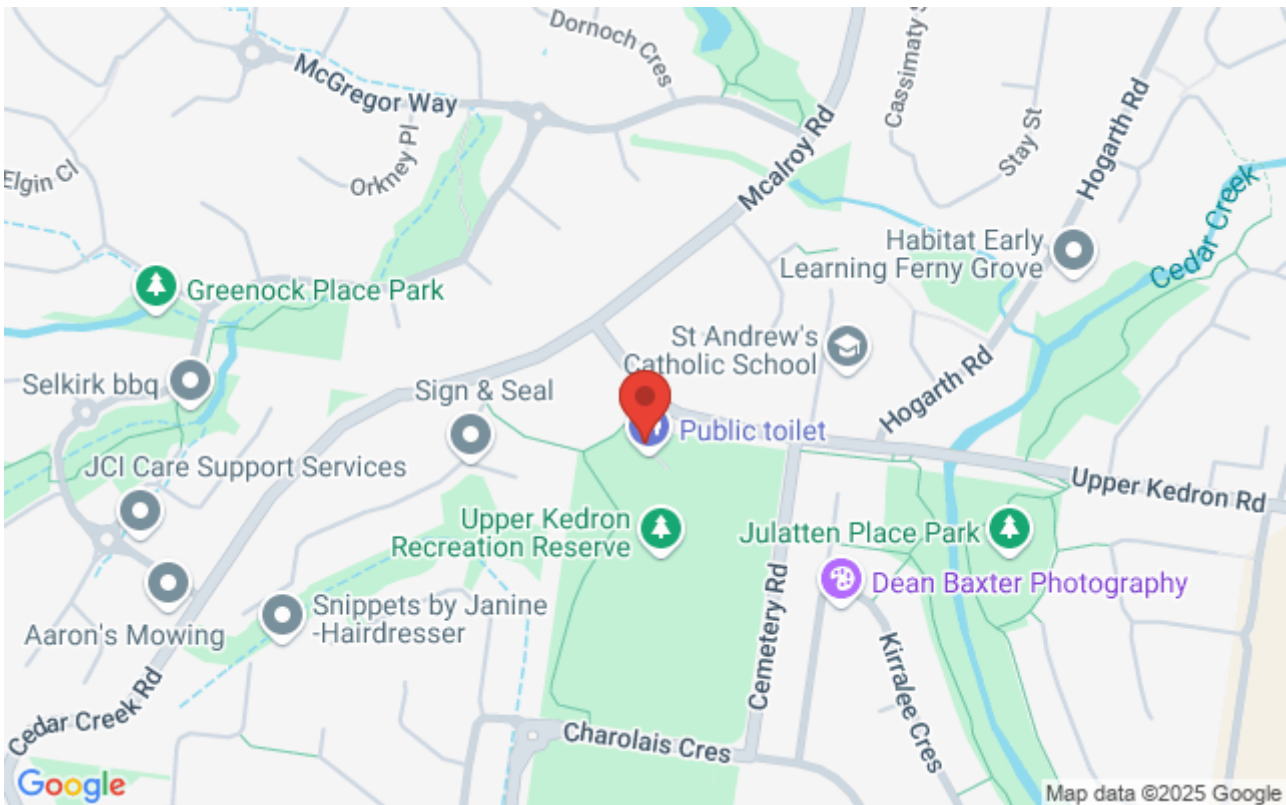 Dornoch Cres
McGregor Way
Cassimaty S
Mcalroy Rd
Stay St
Hogarth Rd
Elgin Cl
Orkney Pl
Cedar Creek
Habitat Early
Learning Ferny Grove
Greenock Place Park
St Andrew's
Catholic School
Hogarth Rd
Selkirk bbq
Sign & Seal
Public toilet
JCI Care Support Services
Upper Kedron Rd
Upper Kedron
Recreation Reserve
Julatten Place Park
Dean Baxter Photography
Snippets by Janine
-Hairdresser
Aaron's Mowing
Cemetery Rd
Kirralee Cres
Cedar Creek Rd
Charolais Cres
Google
Map data ©2025 Google